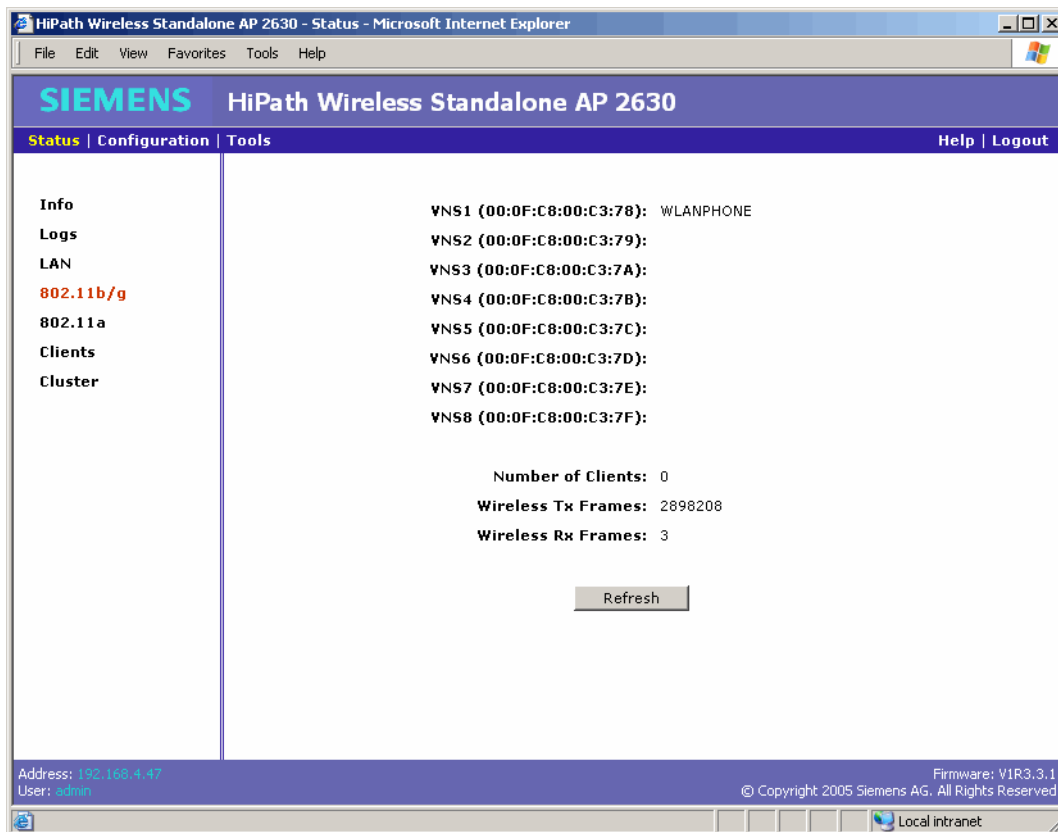 HiPath Wireless Standalone AP 2630 - Status - Microsoft Internet Explorer
File Edit View Favorites Tools Help
SIEMENS HiPath Wireless Standalone AP 2630
Status | Configuration | Tools Help | Logout
Info
Logs
LAN
802.11b/g
802.11a
Clients
Cluster
VNS1 (00:0F:C8:00:C3:78): WLANPHONE
VNS2 (00:0F:C8:00:C3:79):
VNS3 (00:0F:C8:00:C3:7A):
VNS4 (00:0F:C8:00:C3:7B):
VNS5 (00:0F:C8:00:C3:7C):
VNS6 (00:0F:C8:00:C3:7D):
VNS7 (00:0F:C8:00:C3:7E):
VNS8 (00:0F:C8:00:C3:7F):
Number of Clients: 0
Wireless Tx Frames: 2898208
Wireless Rx Frames: 3
Refresh
Address: 192.168.4.47 Firmware: V1R3.3.1
User: admin © Copyright 2005 Siemens AG. All Rights Reserved
Local intranet